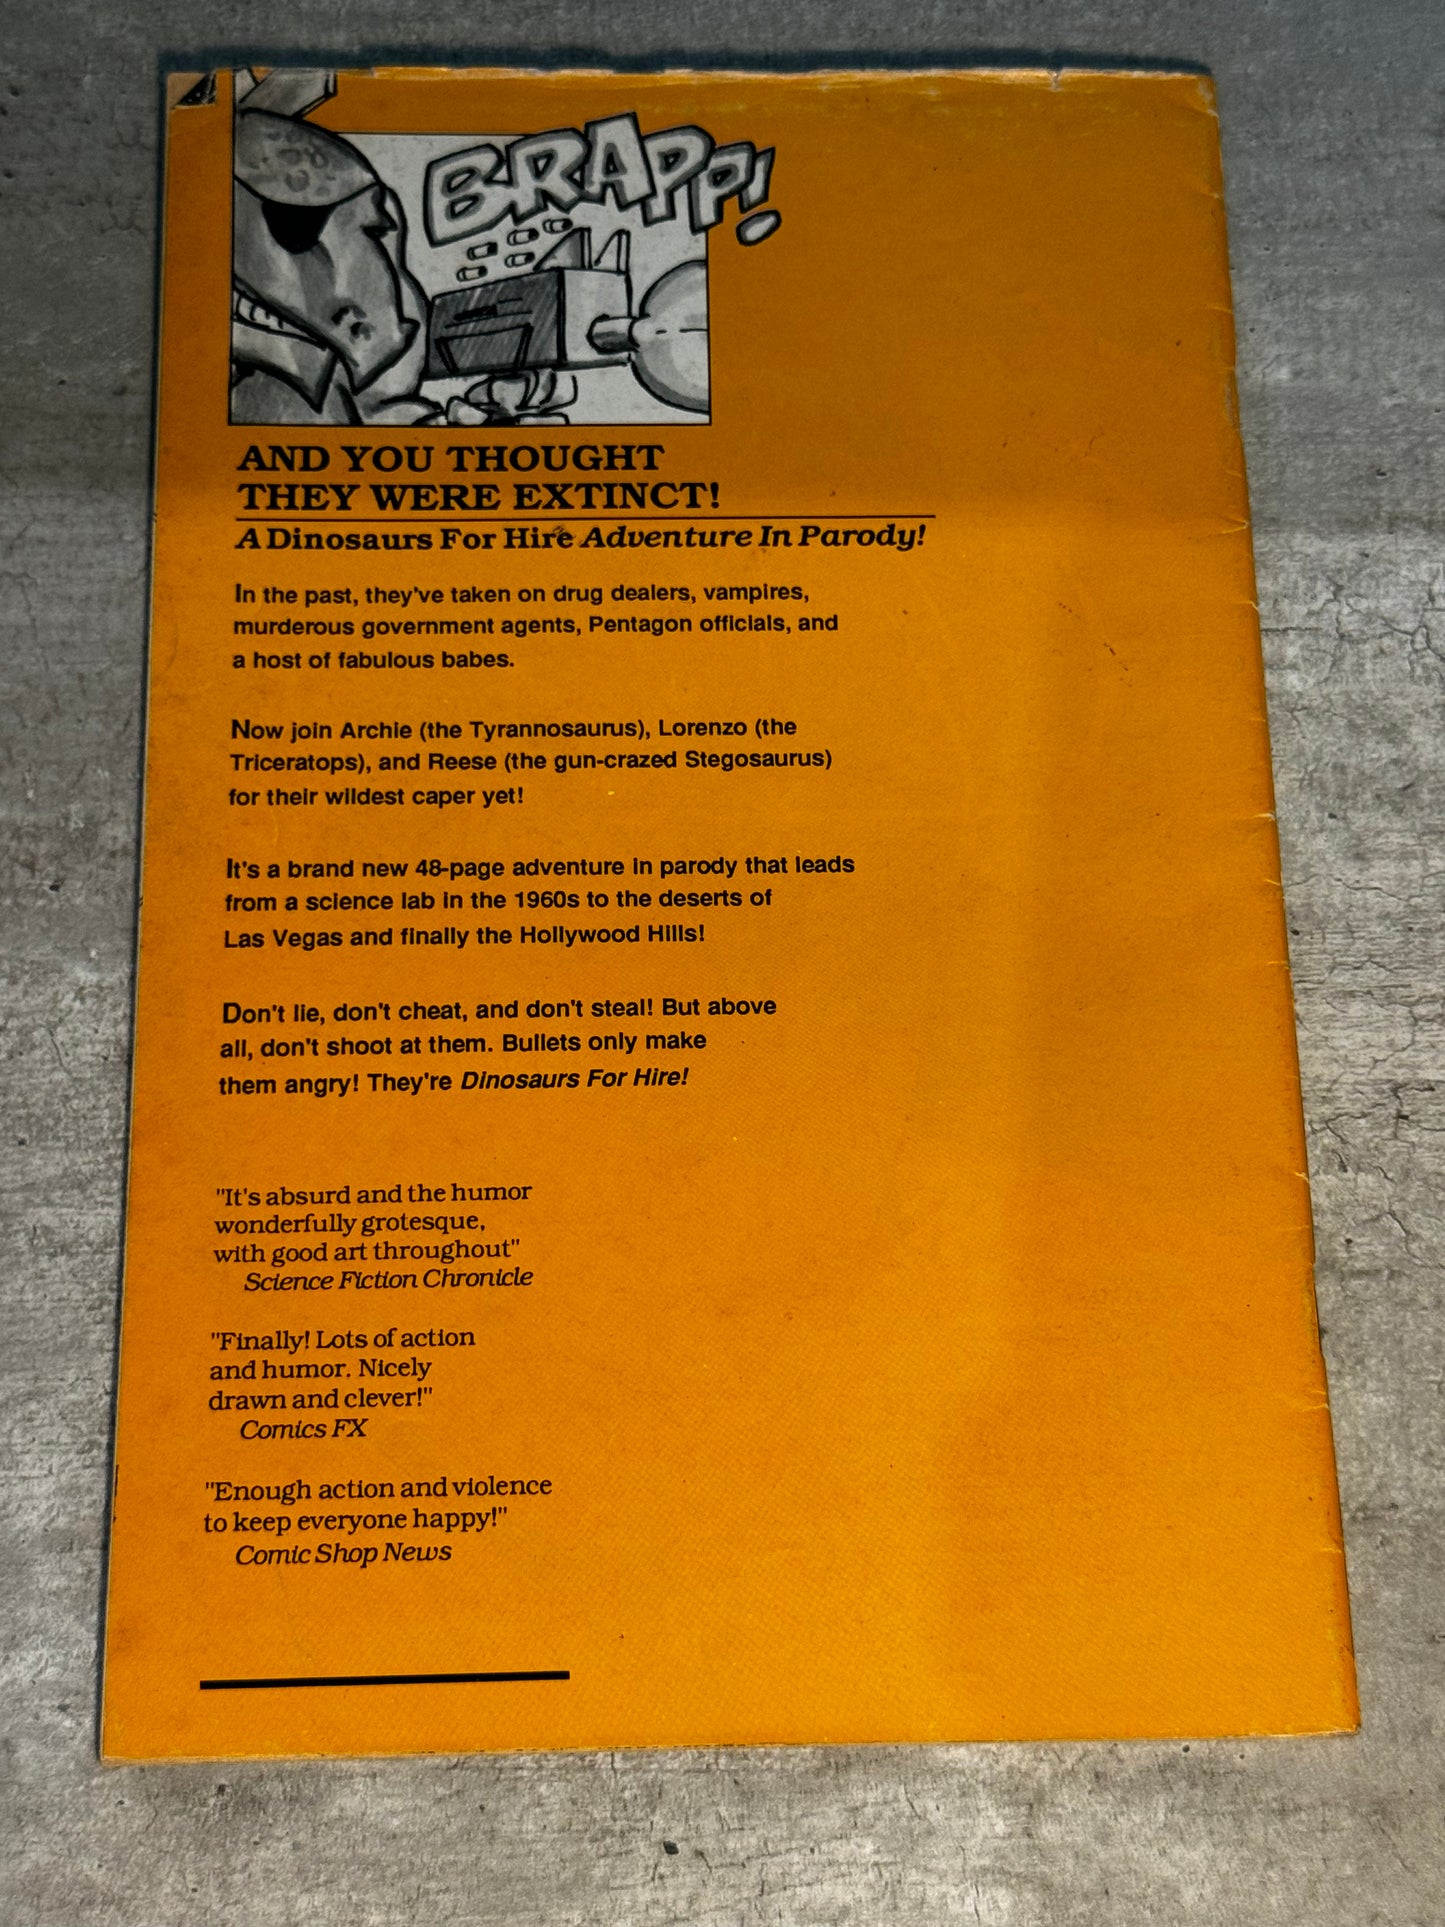 BRAPP!
AND YOU THOUGHT
THEY WERE EXTINCT!
A Dinosaurs For Hire Adventure In Parody!
In the past, they've taken on drug dealers, vampires,
murderous government agents, Pentagon officials, and
a host of fabulous babes.
Now join Archie (the Tyrannosaurus), Lorenzo (the
Triceratops), and Reese (the gun-crazed Stegosaurus)
for their wildest caper yet!
It's a brand new 48-page adventure in parody that leads
from a science lab in the 1960s to the deserts of
Las Vegas and finally the Hollywood Hills!
Don't lie, don't cheat, and don't steal! But above
all, don't shoot at them. Bullets only make
them angry! They're Dinosaurs For Hire!
"It's absurd and the humor
wonderfully grotesque,
with good art throughout"
Science Fiction Chronicle
"Finally! Lots of action
and humor. Nicely
drawn and clever!"
Comics FX
"Enough action and violence
to keep everyone happy!"
Comic Shop News